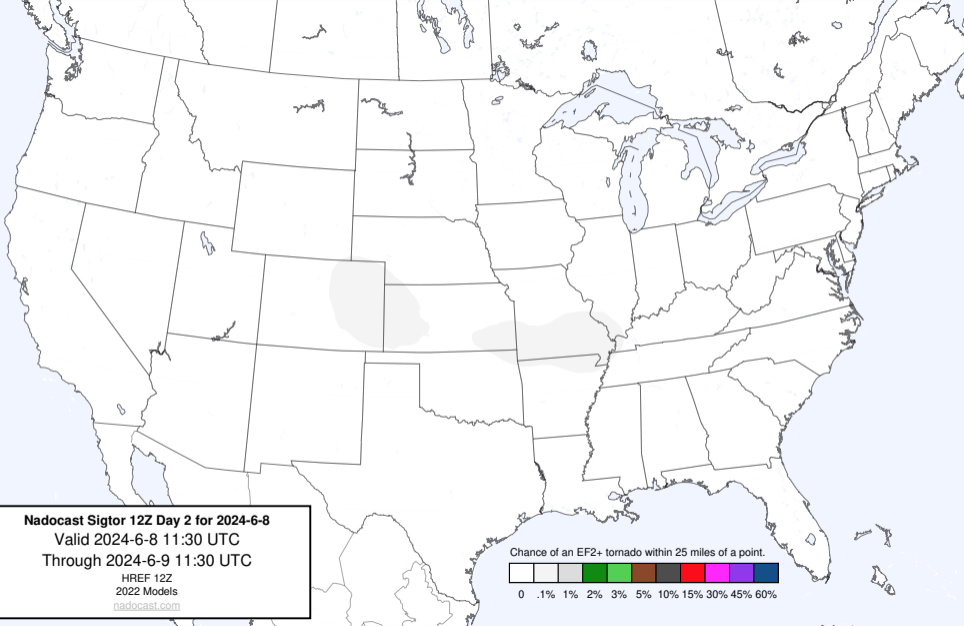 Nadocast Sigtor 12Z Day 2 for 2024-6-8
Valid 2024-6-8 11:30 UTC
Through 2024-6-9 11:30 UTC
HREF 12Z
2022 Models
nadocast.com
Chance of an EF2+ tornado within 25 miles of a point.
0 .1% 1% 2% 3% 5% 10% 15% 30% 45% 60%